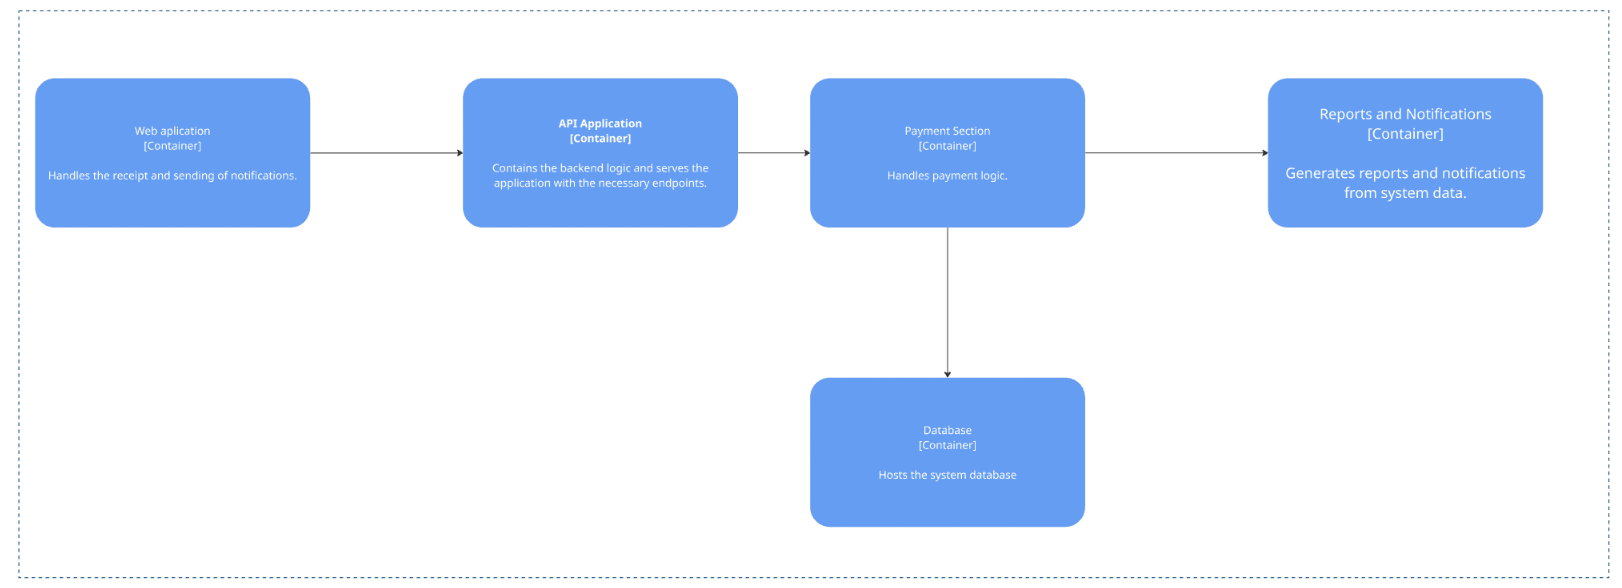 Web aplication
[Container]
Handles the receipt and sending of notifications.
API Application
[Container]
Contains the backend logic and serves the
application with the necessary endpoints.
Payment Section
[Container]
Handles payment logic.
Reports and Notifications
[Container]
Generates reports and notifications
from system data.
Database
[Container]
Hosts the system database